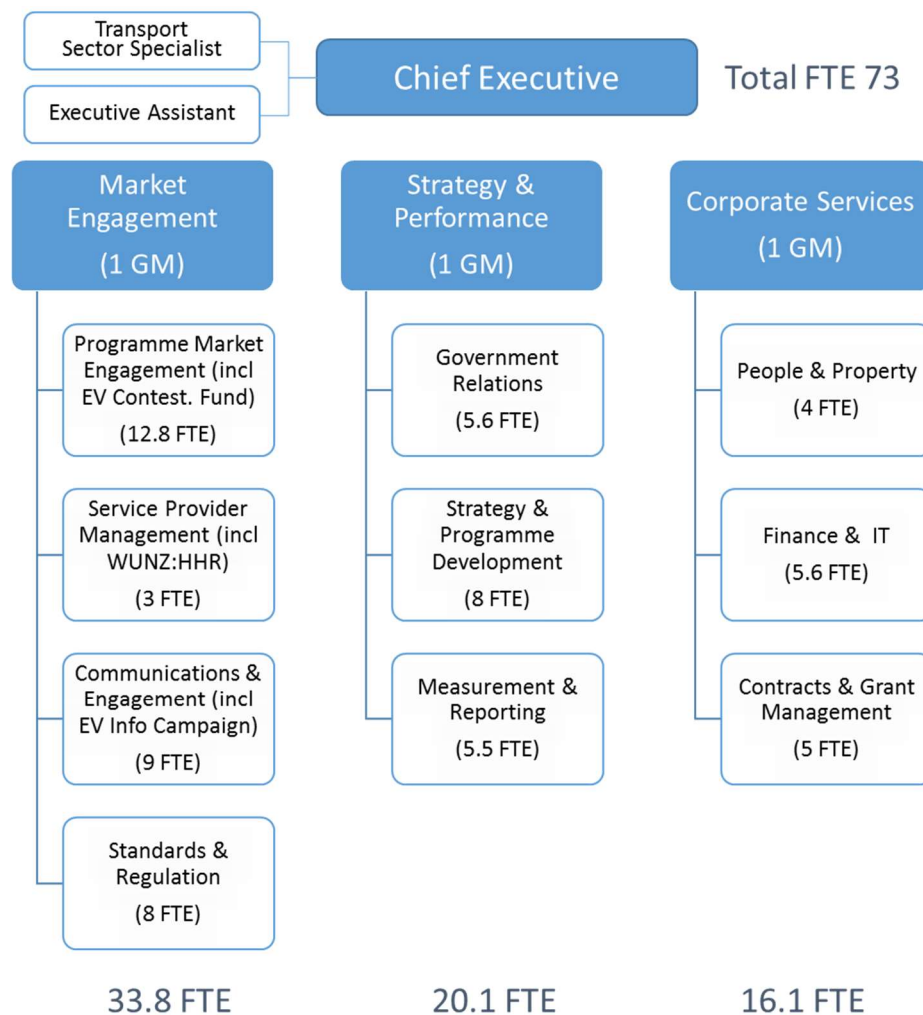 Transport
Sector Specialist
Executive Assistant
Chief Executive
Total FTE 73
Market
Engagement
(1 GM)
Programme Market
Engagement (incl
EV Contest. Fund)
(12.8 FTE)
Service Provider
Management (incl
WUNZ:HHR)
(3 FTE)
Communications &
Engagement (incl
EV Info Campaign)
(9 FTE)
Standards &
Regulation
(8 FTE)
33.8 FTE
Strategy &
Performance
(1 GM)
Government
Relations
(5.6 FTE)
Strategy &
Programme
Development
(8 FTE)
Measurement &
Reporting
(5.5 FTE)
20.1 FTE
Corporate Services
(1 GM)
People & Property
(4 FTE)
Finance & IT
(5.6 FTE)
Contracts & Grant
Management
(5 FTE)
16.1 FTE